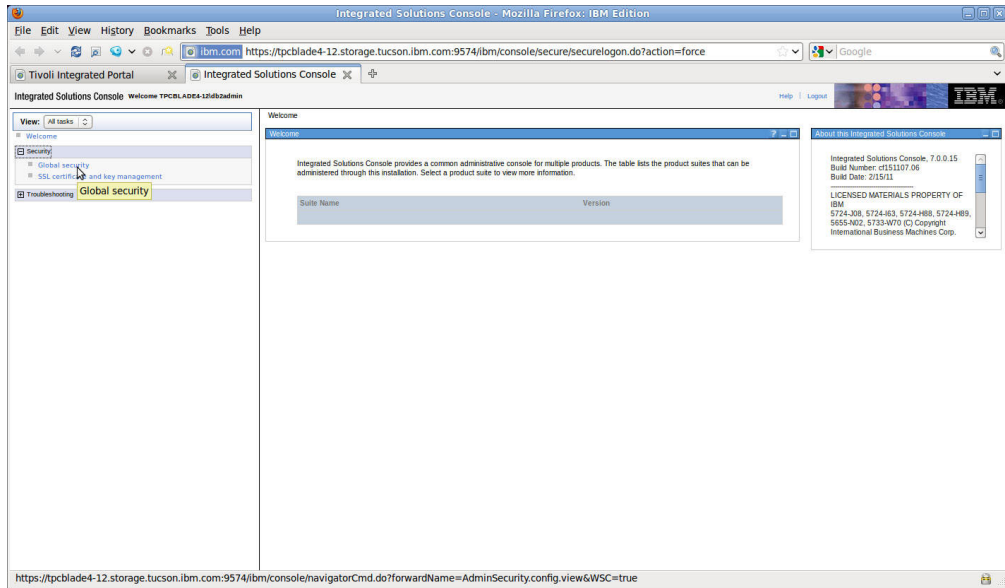 Integrated Solutions Console - Mozilla Firefox: IBM Edition
File Edit View History Bookmarks Tools Help
ibm.com https://tpcblade4-12.storage.tucson.ibm.com:9574/ibm/console/secure/securelogon.do?action=force
Google
Tivoli Integrated Portal
Integrated Solutions Console
Integrated Solutions Console Welcome TPCBLADE4-12\db2admin
Help | Logout
IBM.
View: All tasks
Welcome
Security
Global security
SSL certificate and key management
Global security
Troubleshooting
Welcome
Welcome
Integrated Solutions Console provides a common administrative console for multiple products. The table lists the product suites that can be
administered through this installation. Select a product suite to view more information.
Suite Name Version
About this Integrated Solutions Console
Integrated Solutions Console, 7.0.0.15
Build Number: cf151107.06
Build Date: 2/15/11
----------------------
LICENSED MATERIALS PROPERTY OF
IBM
5724-J08, 5724-I63, 5724-H88, 5724-H89,
5655-N02, 5733-W70 (C) Copyright
International Business Machines Corp.
https://tpcblade4-12.storage.tucson.ibm.com:9574/ibm/console/navigatorCmd.do?forwardName=AdminSecurity.config.view&WSC=true